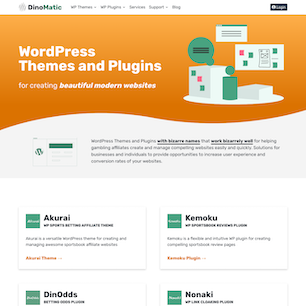 DinoMatic
WP Themes WP Plugins Services Support Blog Login
WordPress
Themes and Plugins
for creating beautiful modern websites
WordPress Themes and Plugins with bizarre names that work bizarrely well for helping
gambling affiliates create and manage compelling websites easily and quickly. Solutions for
businesses and individuals to provide opportunities to increase user experience and
conversion rates of your websites.
Akurai
WP SPORTS BETTING AFFILIATE THEME
Akurai is a versatile WordPress theme for creating and
managing awesome sportsbook affiliate websites
Akurai Theme
Kemoku
WP SPORTSBOOK REVIEWS PLUGIN
Kemoku is a flexible and intuitive WP plugin for creating
compelling sportsbook review pages
Kemoku Plugin
DinOdds
BETTING ODDS PLUGIN
Nonaki
WP LINK CLOAKING PLUGIN